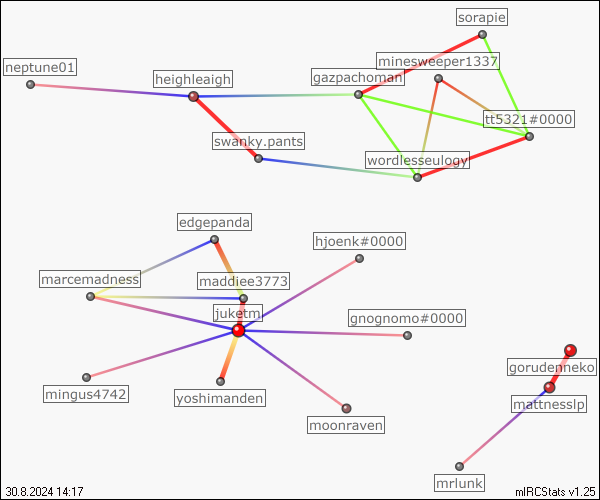 sorapie
minesweeper1337
neptune01
heighleaigh
gazpachoman
tt5321#0000
swanky.pants
wordlesseulogy
edgepanda
hjoenk#0000
marcemadness
maddiee3773
juketm
gnognomo#0000
gorudenneko
mingus4742
yoshimanden
mattnesslp
moonraven
mrlunk
30.8.2024 14:17
mIRCStats v1.25